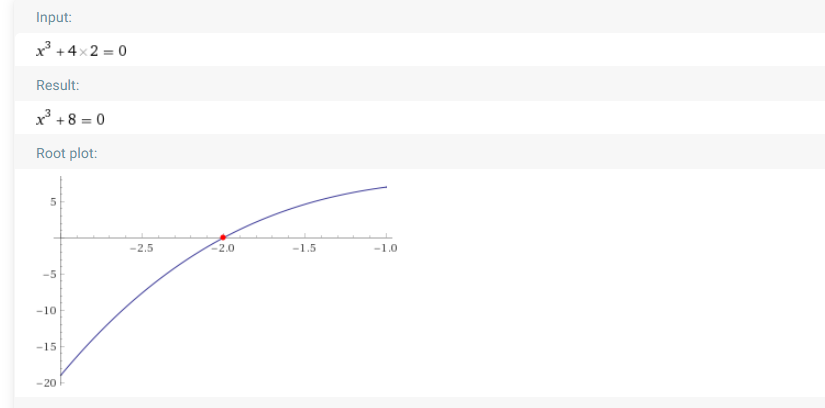 Input:
x³ + 4×2 = 0
Result:
x³ + 8 = 0
Root plot:
5
−2.5 −2.0 −1.5 −1.0
−5
−10
−15
−20